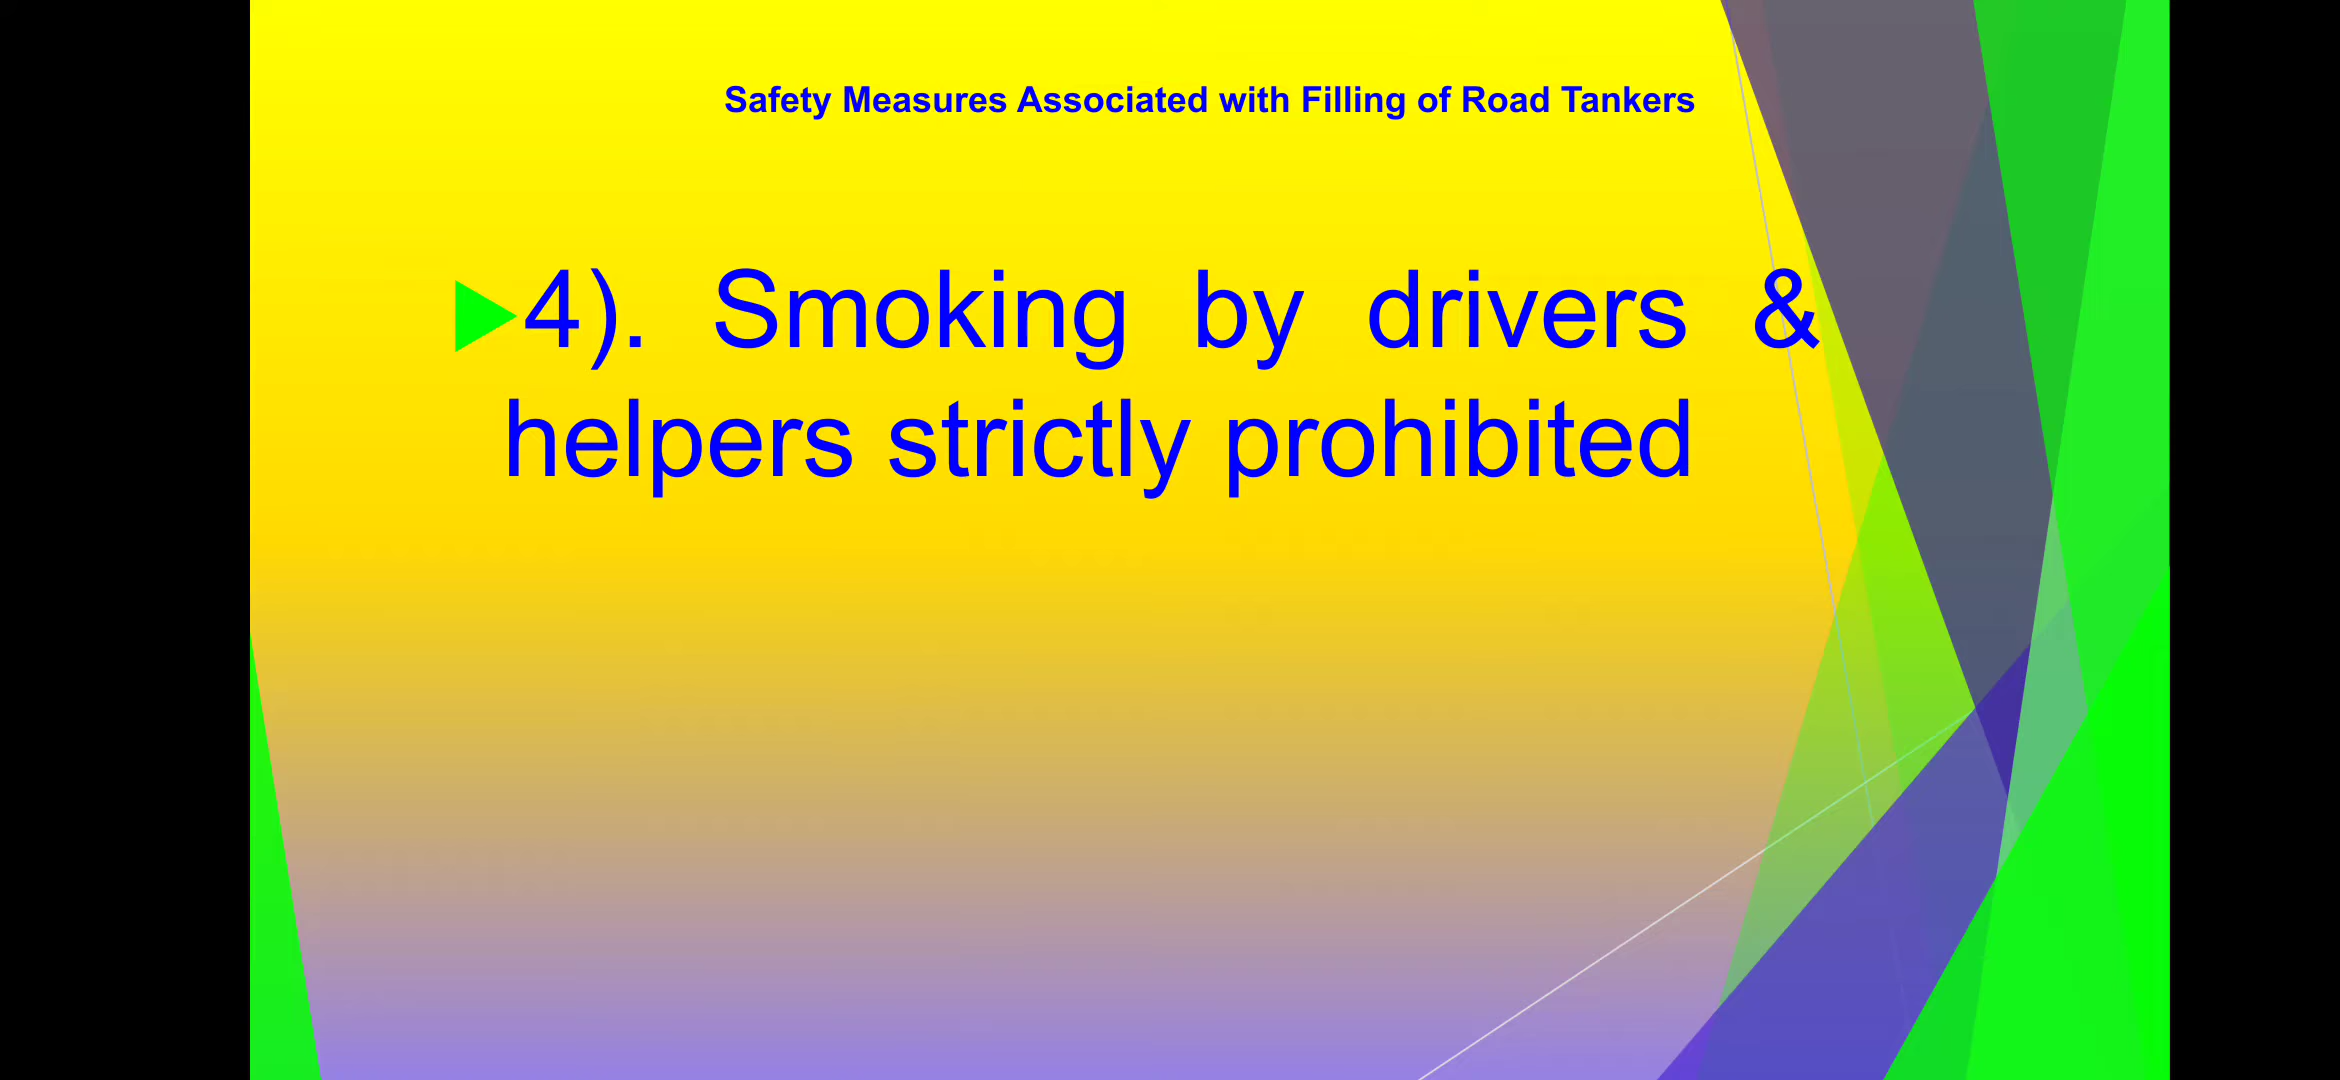 Safety Measures Associated with Filling of Road Tankers
4). Smoking by drivers &
helpers strictly prohibited